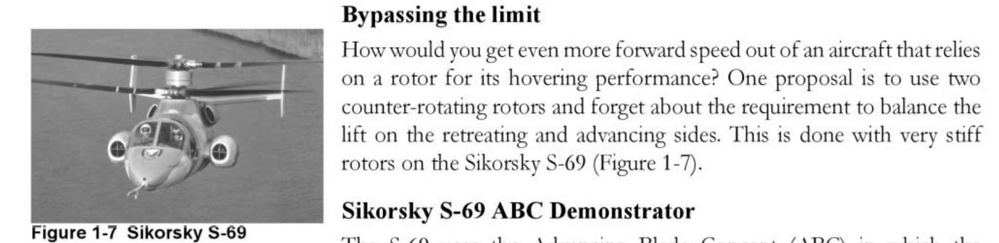 Bypassing the limit
How would you get even more forward speed out of an aircraft that relies
on a rotor for its hovering performance? One proposal is to use two
counter-rotating rotors and forget about the requirement to balance the
lift on the retreating and advancing sides. This is done with very stiff
rotors on the Sikorsky S-69 (Figure 1-7).
Figure 1-7 Sikorsky S-69
Sikorsky S-69 ABC Demonstrator
The S-69 uses the Advancing Blade Concept (ABC) in which the